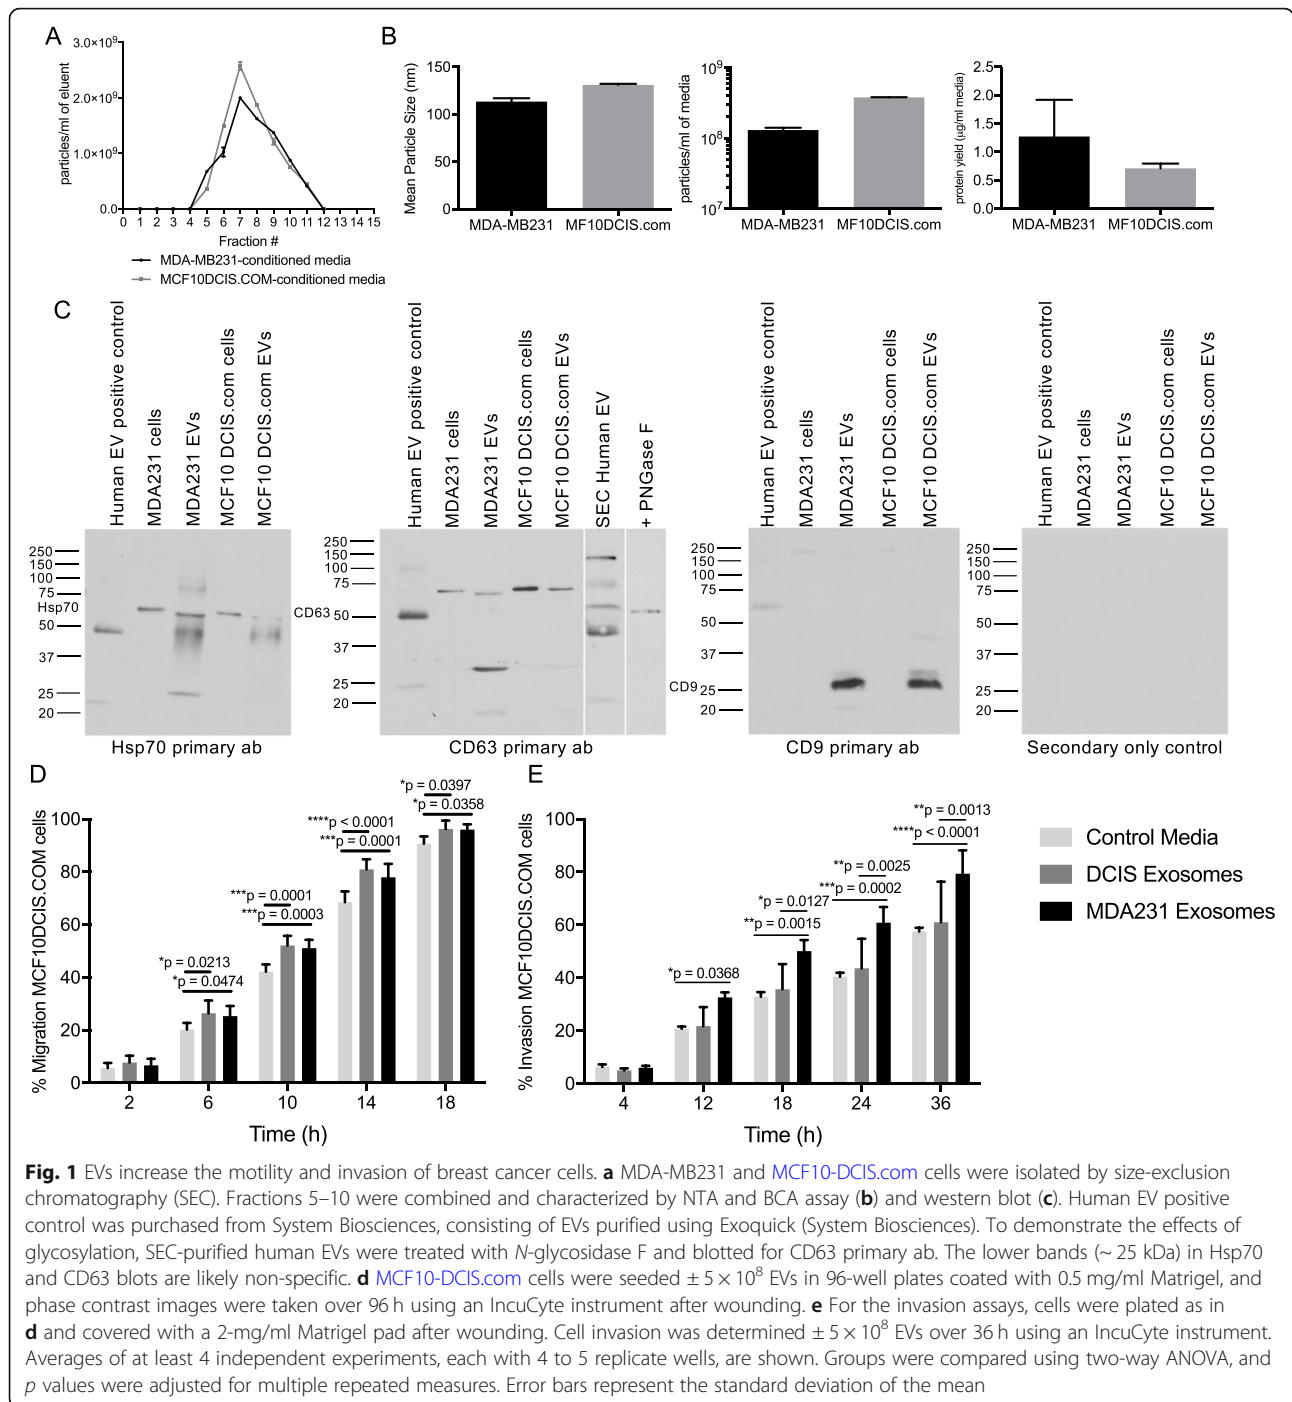 A
3.0×10⁹
2.0×10⁹
1.0×10⁹
0.0
particles/ml of eluent
0 1 2 3 4 5 6 7 8 9 10 11 12 13 14 15
Fraction #
MDA-MB231-conditioned media
MCF10DCIS.COM-conditioned media
B
Mean Particle Size (nm)
150
100
50
0
MDA-MB231 MF10DCIS.com
particles/ml of media
10⁹
10⁸
10⁷
MDA-MB231 MF10DCIS.com
protein yield (µg/ml media)
2.5
2.0
1.5
1.0
0.5
0.0
MDA-MB231 MF10DCIS.com
C
Human EV positive control
MDA231 cells
MDA231 EVs
MCF10 DCIS.com cells
MCF10 DCIS.com EVs
250
150
100
75
Hsp70
50
37
25
20
Hsp70 primary ab
Human EV positive control
MDA231 cells
MDA231 EVs
MCF10 DCIS.com cells
MCF10 DCIS.com EVs
SEC Human EV
+ PNGase F
250
150
100
75
CD63 50
37
25
20
CD63 primary ab
Human EV positive control
MDA231 cells
MDA231 EVs
MCF10 DCIS.com cells
MCF10 DCIS.com EVs
250
150
100
75
50
37
CD9 25
20
CD9 primary ab
Human EV positive control
MDA231 cells
MDA231 EVs
MCF10 DCIS.com cells
MCF10 DCIS.com EVs
250
150
100
75
50
37
25
20
Secondary only control
D
% Migration MCF10DCIS.COM cells
100
80
60
40
20
0
*p = 0.0213
*p = 0.0474
***p = 0.0001
***p = 0.0003
****p < 0.0001
***p = 0.0001
*p = 0.0397
*p = 0.0358
2 6 10 14 18
Time (h)
E
% Invasion MCF10DCIS.COM cells
100
80
60
40
20
0
*p = 0.0368
*p = 0.0127
**p = 0.0015
**p = 0.0025
***p = 0.0002
**p = 0.0013
****p < 0.0001
4 12 18 24 36
Time (h)
Control Media
DCIS Exosomes
MDA231 Exosomes
Fig. 1 EVs increase the motility and invasion of breast cancer cells. a MDA-MB231 and MCF10-DCIS.com cells were isolated by size-exclusion
chromatography (SEC). Fractions 5–10 were combined and characterized by NTA and BCA assay (b) and western blot (c). Human EV positive
control was purchased from System Biosciences, consisting of EVs purified using Exoquick (System Biosciences). To demonstrate the effects of
glycosylation, SEC-purified human EVs were treated with N-glycosidase F and blotted for CD63 primary ab. The lower bands (~ 25 kDa) in Hsp70
and CD63 blots are likely non-specific. d MCF10-DCIS.com cells were seeded ± 5 × 10⁸ EVs in 96-well plates coated with 0.5 mg/ml Matrigel, and
phase contrast images were taken over 96 h using an IncuCyte instrument after wounding. e For the invasion assays, cells were plated as in
d and covered with a 2-mg/ml Matrigel pad after wounding. Cell invasion was determined ± 5 × 10⁸ EVs over 36 h using an IncuCyte instrument.
Averages of at least 4 independent experiments, each with 4 to 5 replicate wells, are shown. Groups were compared using two-way ANOVA, and
p values were adjusted for multiple repeated measures. Error bars represent the standard deviation of the mean